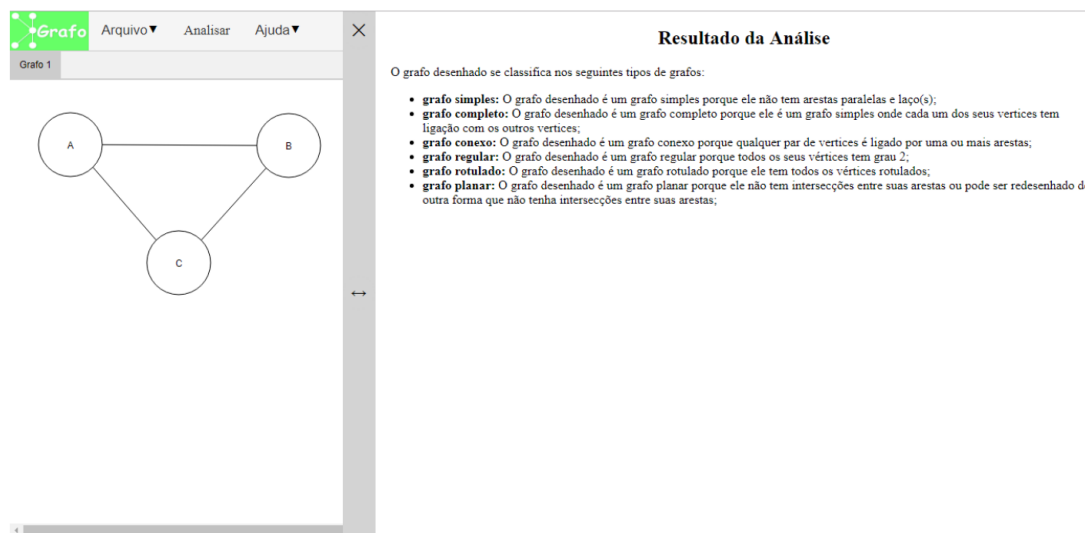 Grafo
Arquivo▼ Analisar Ajuda▼
Grafo 1
A
B
C
Resultado da Análise
O grafo desenhado se classifica nos seguintes tipos de grafos:
• grafo simples: O grafo desenhado é um grafo simples porque ele não tem arestas paralelas e laço(s);
• grafo completo: O grafo desenhado é um grafo completo porque ele é um grafo simples onde cada um dos seus vertices tem
ligação com os outros vertices;
• grafo conexo: O grafo desenhado é um grafo conexo porque qualquer par de vertices é ligado por uma ou mais arestas;
• grafo regular: O grafo desenhado é um grafo regular porque todos os seus vértices tem grau 2;
• grafo rotulado: O grafo desenhado é um grafo rotulado porque ele tem todos os vértices rotulados;
• grafo planar: O grafo desenhado é um grafo planar porque ele não tem intersecções entre suas arestas ou pode ser redesenhado d
outra forma que não tenha intersecções entre suas arestas;